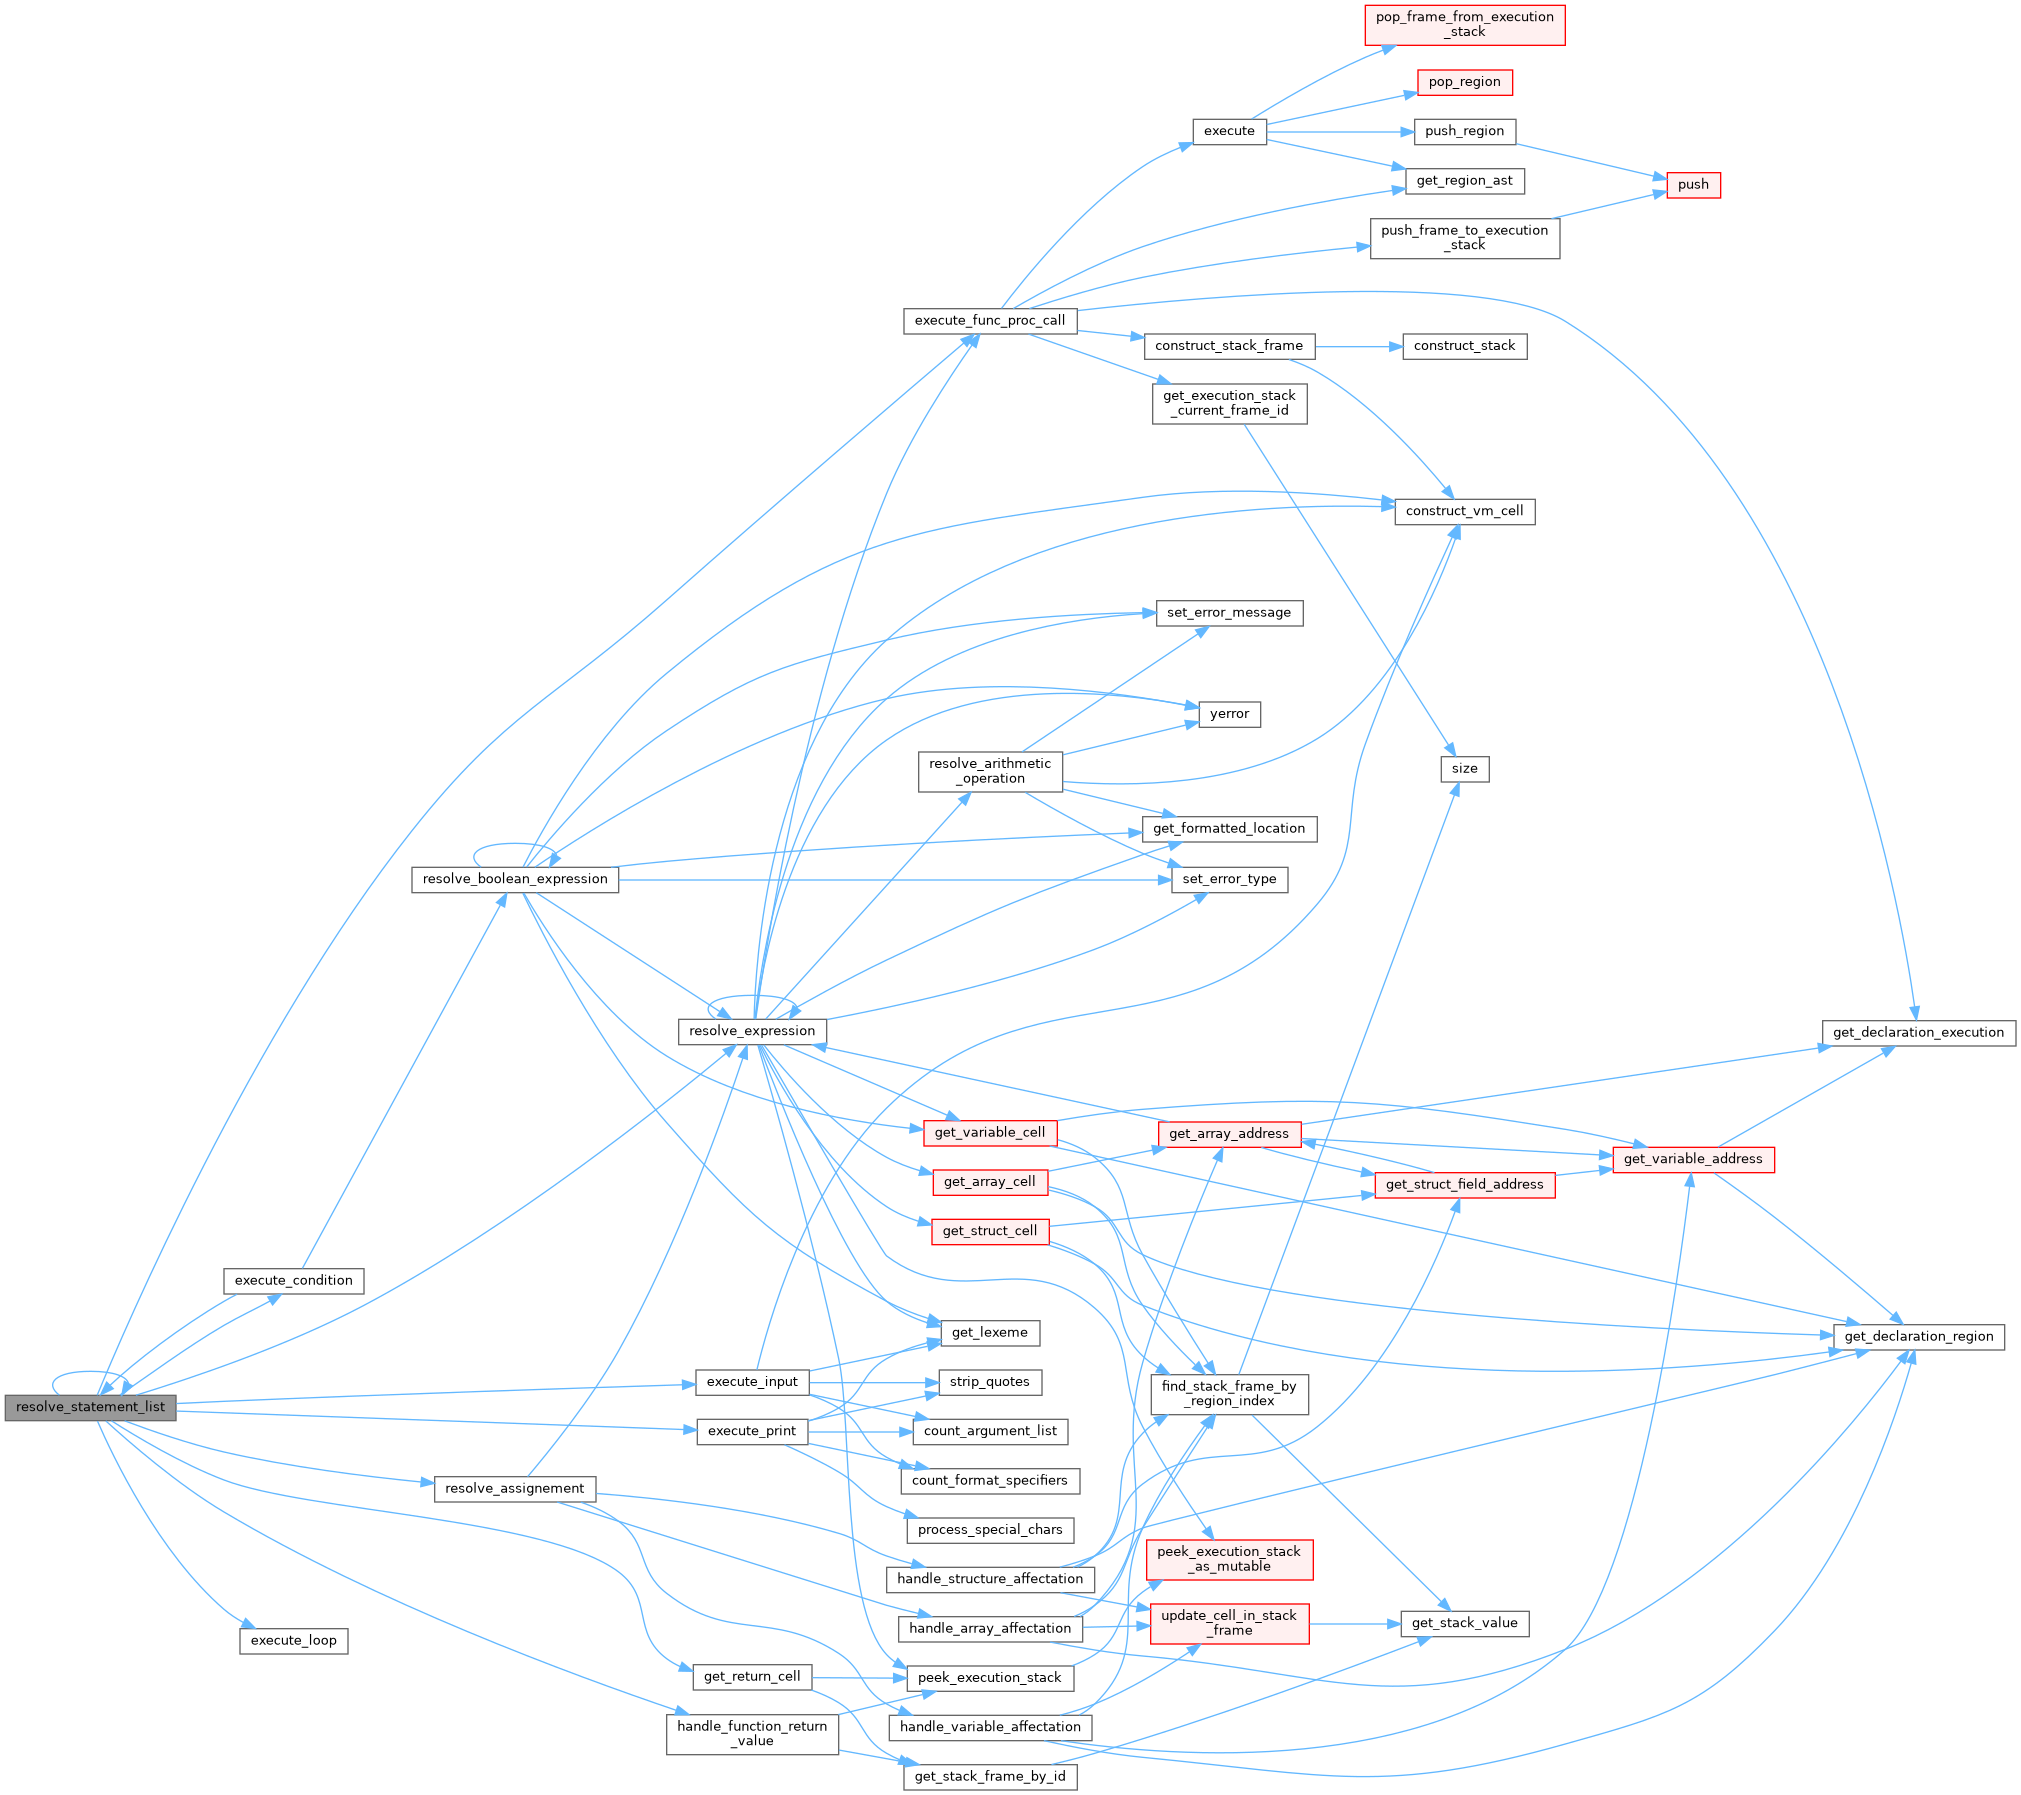 pop_frame_from_execution
_stack
pop_region
execute
push_region
get_region_ast
push
push_frame_to_execution
_stack
execute_func_proc_call
construct_stack_frame
construct_stack
get_execution_stack
_current_frame_id
construct_vm_cell
set_error_message
yerror
resolve_arithmetic
_operation
size
get_formatted_location
resolve_boolean_expression
set_error_type
resolve_expression
get_declaration_execution
get_variable_cell
get_array_address
get_variable_address
get_array_cell
get_struct_field_address
get_struct_cell
execute_condition
get_lexeme
get_declaration_region
execute_input
strip_quotes
find_stack_frame_by
_region_index
resolve_statement_list
execute_print
count_argument_list
count_format_specifiers
resolve_assignement
process_special_chars
peek_execution_stack
_as_mutable
handle_structure_affectation
update_cell_in_stack
_frame
get_stack_value
handle_array_affectation
execute_loop
get_return_cell
peek_execution_stack
handle_function_return
_value
handle_variable_affectation
get_stack_frame_by_id